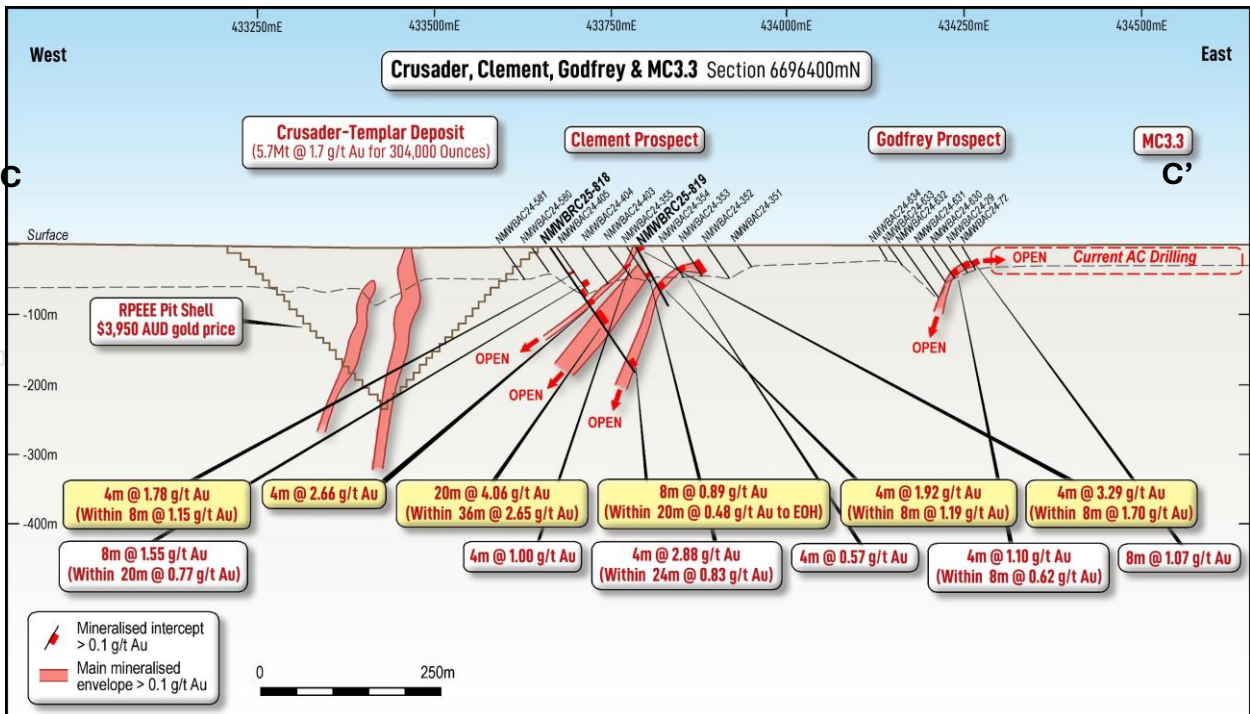 433250mE
433500mE
433750mE
434000mE
434250mE
434500mE
West
East
Crusader, Clement, Godfrey & MC3.3 Section 6696400mN
Crusader-Templar Deposit
(5.7Mt @ 1.7 g/t Au for 304,000 Ounces)
Clement Prospect
Godfrey Prospect
MC3.3
C
C’
NMWBAC24-581
NMWBAC24-580
NMWBRC25-818
NMWBAC24-405
NMWBAC24-404
NMWBAC24-403
NMWBAC24-355
NMWBRC25-819
NMWBAC24-354
NMWBAC24-353
NMWBAC24-352
NMWBAC24-351
NMWBAC24-634
NMWBAC24-633
NMWBAC24-632
NMWBAC24-631
NMWBAC24-630
NMWBAC24-29
NMWBAC24-72
Surface
OPEN
Current AC Drilling
-100m
RPEEE Pit Shell
$3,950 AUD gold price
OPEN
OPEN
-200m
OPEN
OPEN
-300m
4m @ 1.78 g/t Au
(Within 8m @ 1.15 g/t Au)
4m @ 2.66 g/t Au
20m @ 4.06 g/t Au
(Within 36m @ 2.65 g/t Au)
8m @ 0.89 g/t Au
(Within 20m @ 0.48 g/t Au to EOH)
4m @ 1.92 g/t Au
(Within 8m @ 1.19 g/t Au)
4m @ 3.29 g/t Au
(Within 8m @ 1.70 g/t Au)
-400m
8m @ 1.55 g/t Au
(Within 20m @ 0.77 g/t Au)
4m @ 1.00 g/t Au
4m @ 2.88 g/t Au
(Within 24m @ 0.83 g/t Au)
4m @ 0.57 g/t Au
4m @ 1.10 g/t Au
(Within 8m @ 0.62 g/t Au)
8m @ 1.07 g/t Au
Mineralised intercept
> 0.1 g/t Au
Main mineralised
envelope > 0.1 g/t Au
0
250m